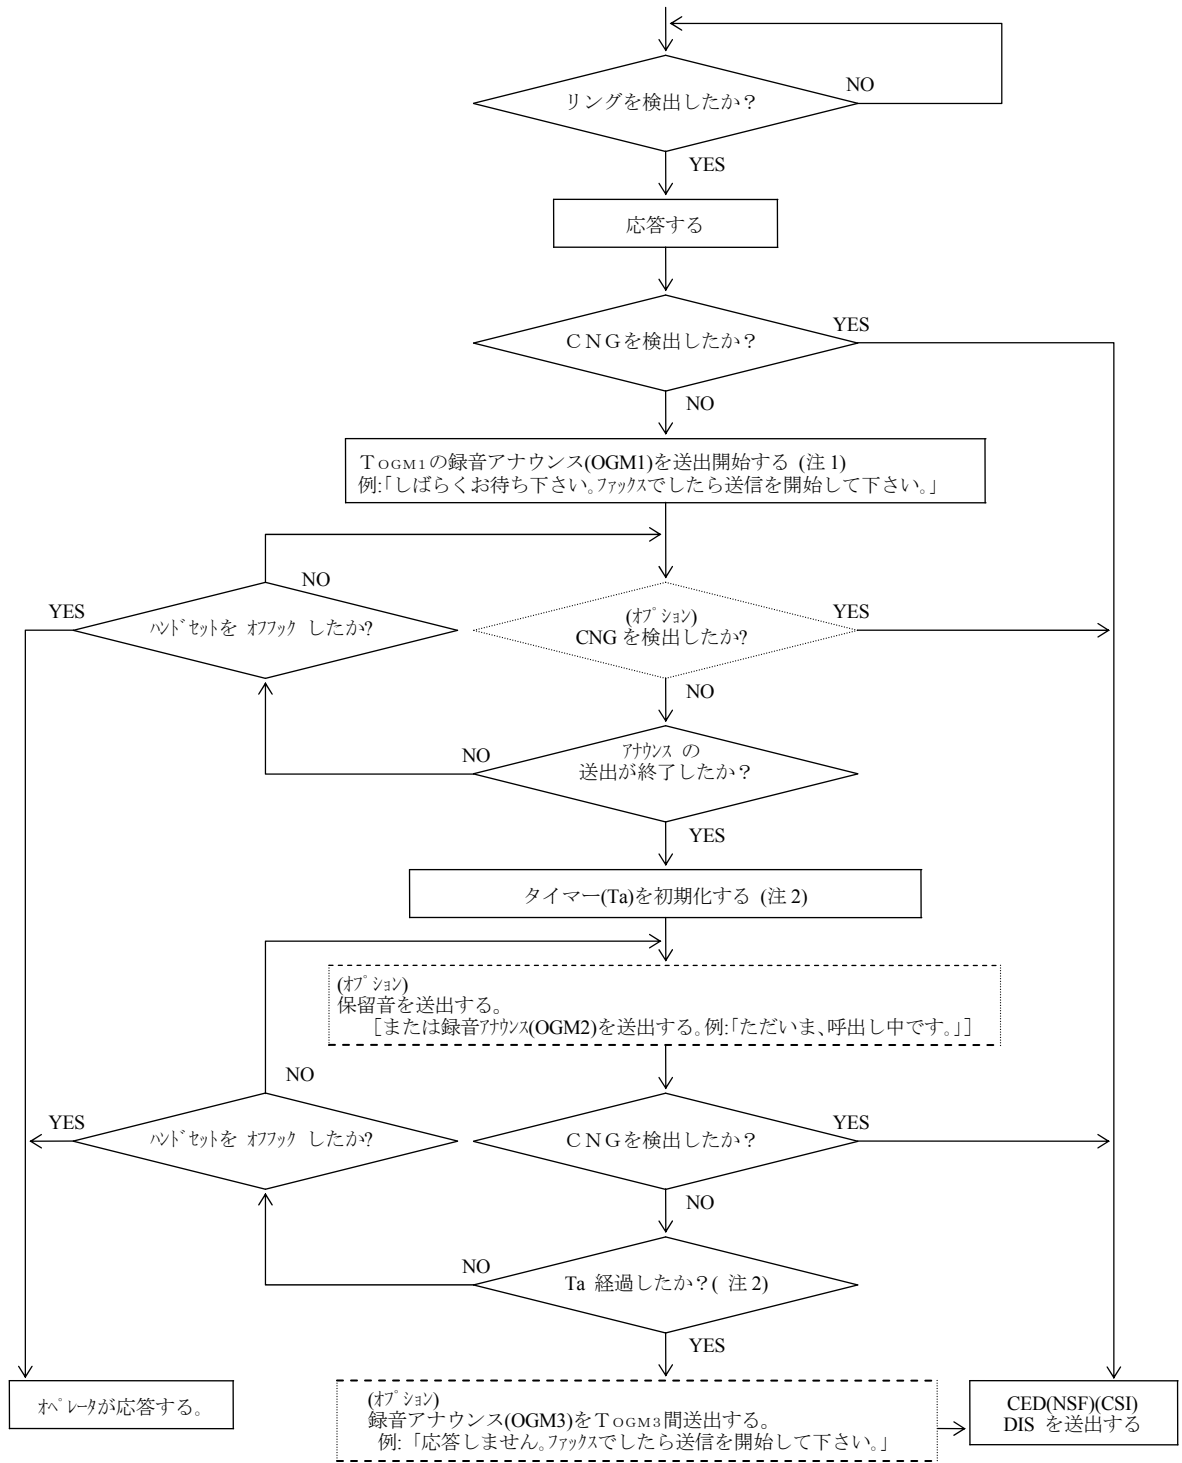 リングを検出したか？
NO
YES
応答する
ＣＮＧを検出したか？
YES
NO
ＴOGM1の録音アナウンス(OGM1)を送出開始する (注1)
例:「しばらくお待ち下さい。ﾌｧｯｸｽでしたら送信を開始して下さい。」
NO
YES
ﾊﾝﾄﾞｾｯﾄを ｵﾌﾌｯｸ したか?
(ｵﾌﾟｼｮﾝ)
CNGを検出したか?
YES
NO
ｱﾅｳﾝｽ の
送出が終了したか？
NO
YES
タイマー(Ta)を初期化する (注2)
(ｵﾌﾟｼｮﾝ)
保留音を送出する。
［または録音ｱﾅｳﾝｽ(OGM2)を送出する。例:「ただいま、呼出し中です。」］
NO
YES
ﾊﾝﾄﾞｾｯﾄを ｵﾌﾌｯｸ したか?
ＣＮＧを検出したか？
YES
NO
NO
Ta 経過したか？( 注2)
YES
ｵﾍﾟﾚｰﾀが応答する。
(ｵﾌﾟｼｮﾝ)
録音アナウンス(OGM3)をＴOGM3間送出する。
例: 「応答しません。ﾌｧｯｸｽでしたら送信を開始して下さい。」
CED(NSF)(CSI)
DIS を送出する